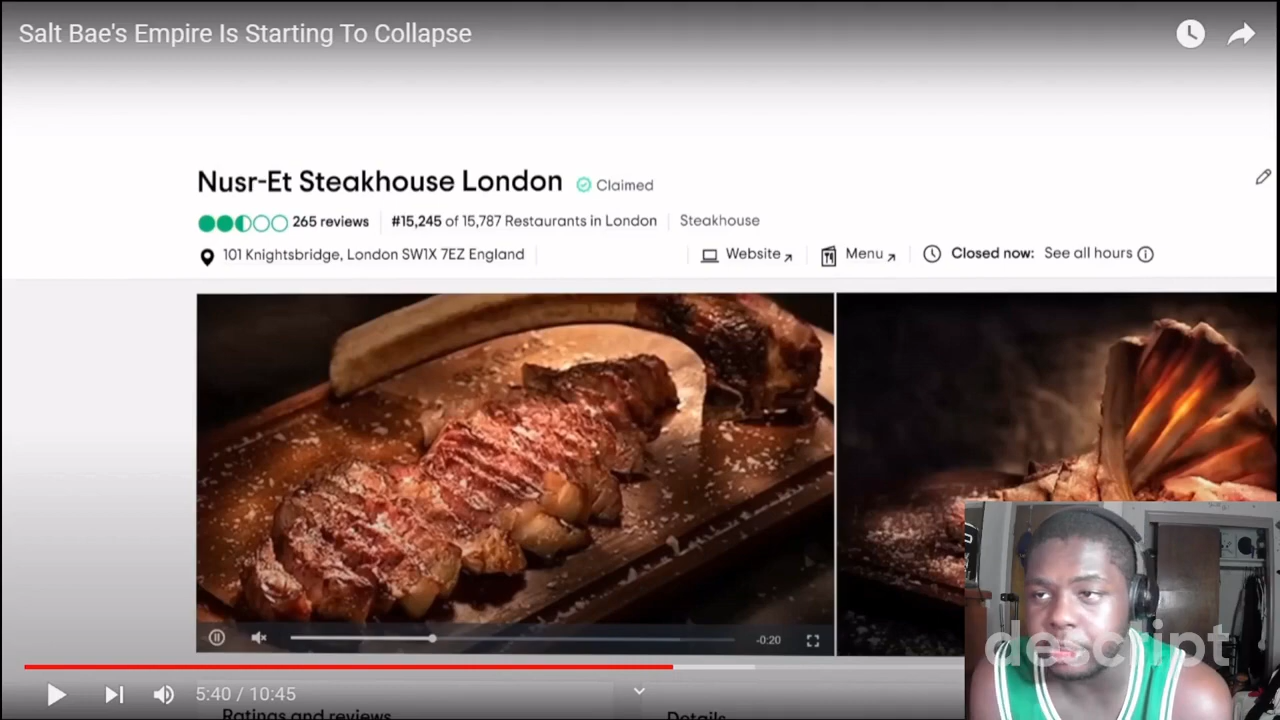 Salt Bae's Empire Is Starting To Collapse
Nusr-Et Steakhouse London Claimed
265 reviews #15,245 of 15,787 Restaurants in London Steakhouse
101 Knightsbridge, London SW1X 7EZ England Website Menu Closed now: See all hours
-0:20
descript
5:40 / 10:45
Ratings and reviews Details